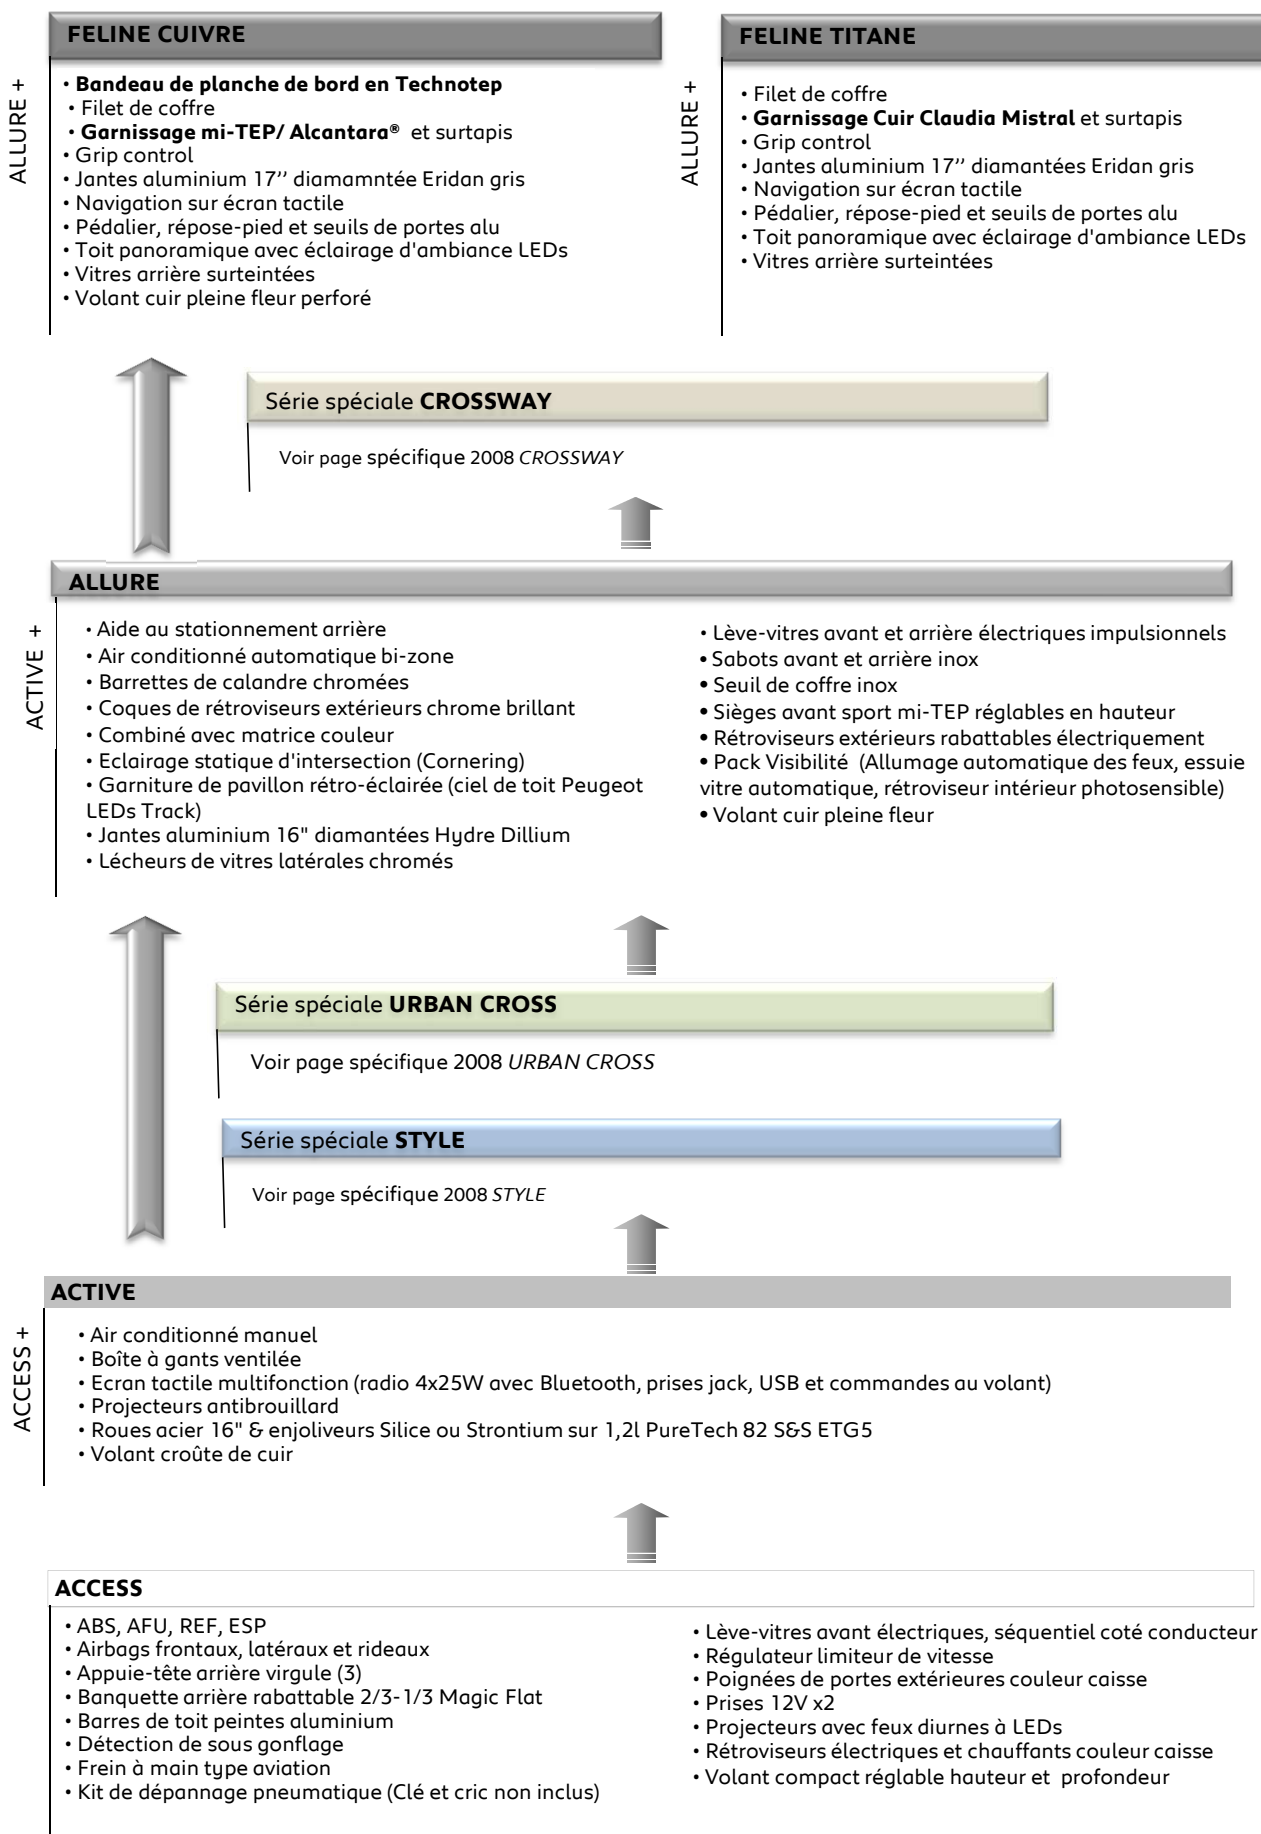 FELINE CUIVRE
ALLURE +
• Bandeau de planche de bord en Technotep
• Filet de coffre
• Garnissage mi-TEP/ Alcantara® et surtapis
• Grip control
• Jantes aluminium 17’’ diamamntée Eridan gris
• Navigation sur écran tactile
• Pédalier, répose-pied et seuils de portes alu
• Toit panoramique avec éclairage d'ambiance LEDs
• Vitres arrière surteintées
• Volant cuir pleine fleur perforé
FELINE TITANE
ALLURE +
• Filet de coffre
• Garnissage Cuir Claudia Mistral et surtapis
• Grip control
• Jantes aluminium 17’’ diamantées Eridan gris
• Navigation sur écran tactile
• Pédalier, répose-pied et seuils de portes alu
• Toit panoramique avec éclairage d'ambiance LEDs
• Vitres arrière surteintées
Série spéciale CROSSWAY
Voir page spécifique 2008 CROSSWAY
ALLURE
ACTIVE +
• Aide au stationnement arrière
• Air conditionné automatique bi-zone
• Barrettes de calandre chromées
• Coques de rétroviseurs extérieurs chrome brillant
• Combiné avec matrice couleur
• Eclairage statique d'intersection (Cornering)
• Garniture de pavillon rétro-éclairée (ciel de toit Peugeot
LEDs Track)
• Jantes aluminium 16" diamantées Hydre Dillium
• Lécheurs de vitres latérales chromés
• Lève-vitres avant et arrière électriques impulsionnels
• Sabots avant et arrière inox
• Seuil de coffre inox
• Sièges avant sport mi-TEP réglables en hauteur
• Rétroviseurs extérieurs rabattables électriquement
• Pack Visibilité (Allumage automatique des feux, essuie
vitre automatique, rétroviseur intérieur photosensible)
• Volant cuir pleine fleur
Série spéciale URBAN CROSS
Voir page spécifique 2008 URBAN CROSS
Série spéciale STYLE
Voir page spécifique 2008 STYLE
ACTIVE
ACCESS +
• Air conditionné manuel
• Boîte à gants ventilée
• Ecran tactile multifonction (radio 4x25W avec Bluetooth, prises jack, USB et commandes au volant)
• Projecteurs antibrouillard
• Roues acier 16" & enjoliveurs Silice ou Strontium sur 1,2l PureTech 82 S&S ETG5
• Volant croûte de cuir
ACCESS
• ABS, AFU, REF, ESP
• Airbags frontaux, latéraux et rideaux
• Appuie-tête arrière virgule (3)
• Banquette arrière rabattable 2/3-1/3 Magic Flat
• Barres de toit peintes aluminium
• Détection de sous gonflage
• Frein à main type aviation
• Kit de dépannage pneumatique (Clé et cric non inclus)
• Lève-vitres avant électriques, séquentiel coté conducteur
• Régulateur limiteur de vitesse
• Poignées de portes extérieures couleur caisse
• Prises 12V x2
• Projecteurs avec feux diurnes à LEDs
• Rétroviseurs électriques et chauffants couleur caisse
• Volant compact réglable hauteur et profondeur